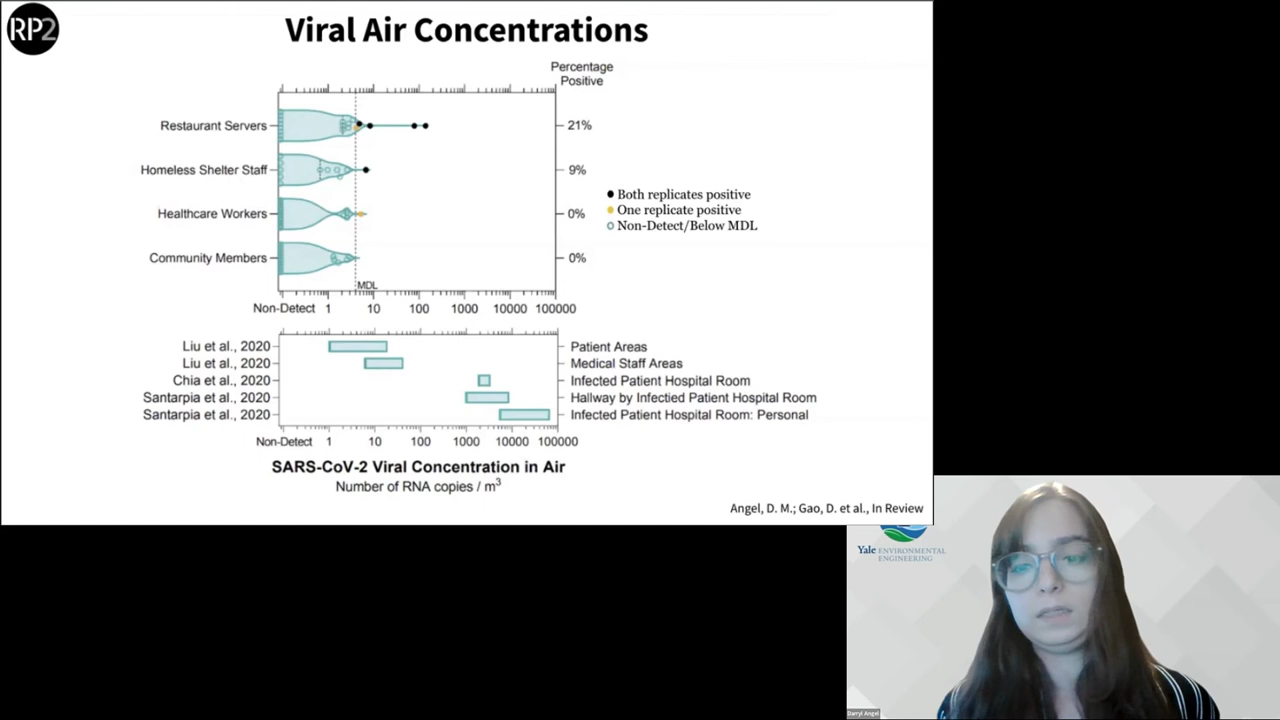 RP2
Viral Air Concentrations
Percentage
Positive
Restaurant Servers
21%
Homeless Shelter Staff
9%
Healthcare Workers
0%
Community Members
0%
MDL
Non-Detect 1 10 100 1000 10000 100000
Both replicates positive
One replicate positive
Non-Detect/Below MDL
Liu et al., 2020
Patient Areas
Liu et al., 2020
Medical Staff Areas
Chia et al., 2020
Infected Patient Hospital Room
Santarpia et al., 2020
Hallway by Infectied Patient Hospital Room
Santarpia et al., 2020
Infected Patient Hospital Room: Personal
Non-Detect 1 10 100 1000 10000 100000
SARS-CoV-2 Viral Concentration in Air
Number of RNA copies / m³
Angel, D. M.; Gao, D. et al., In Review
Yale ENVIRONMENTAL
ENGINEERING
Darryl Angel